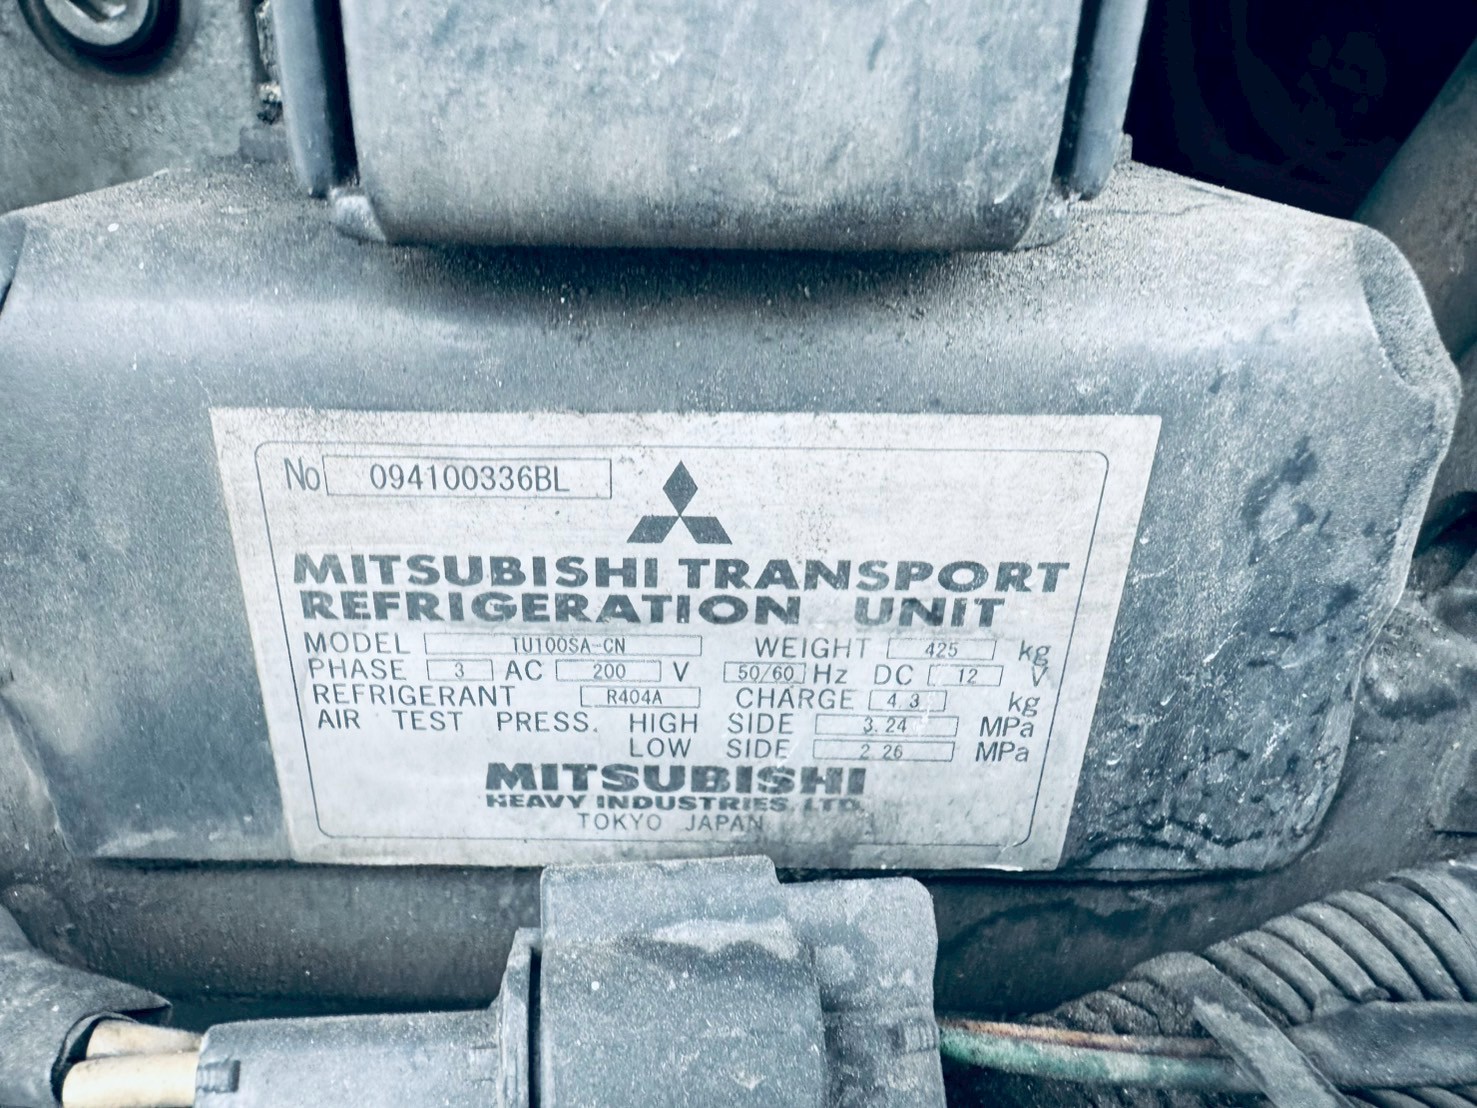 No 094100336BL
MITSUBISHI TRANSPORT
REFRIGERATION UNIT
MODEL TU100SA-CN WEIGHT 425 kg
PHASE 3 AC 200 V 50/60 Hz DC 12 V
REFRIGERANT R404A CHARGE 4.3 kg
AIR TEST PRESS. HIGH SIDE 3.24 MPa
LOW SIDE 2.26 MPa
MITSUBISHI
HEAVY INDUSTRIES, LTD.
TOKYO JAPAN